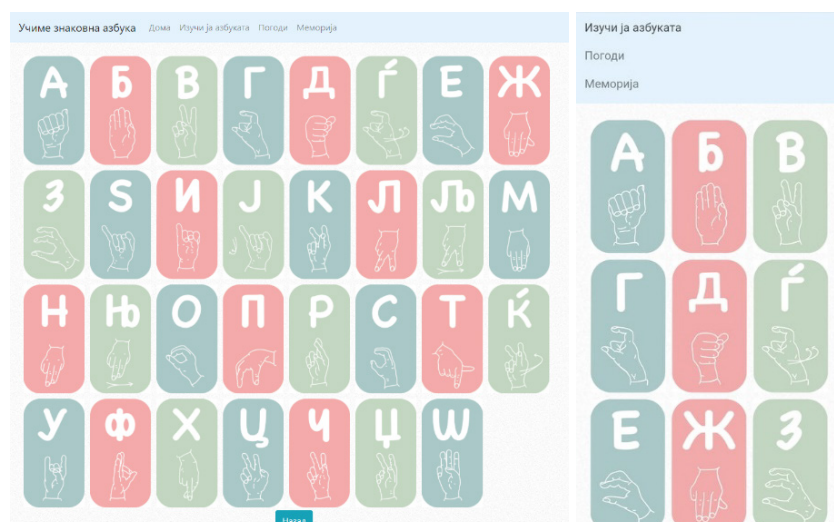 Учиме знаковна азбука Дома Изучи ја азбуката Погоди Меморија
А Б В Г Д Ѓ Е Ж
З Ѕ И Ј К Л Љ М
Н Њ О П Р С Т Ќ
У Ф Х Ц Ч Џ Ш
Назад
Изучи ја азбуката
Погоди
Меморија
А Б В
Г Д Ѓ
Е Ж З